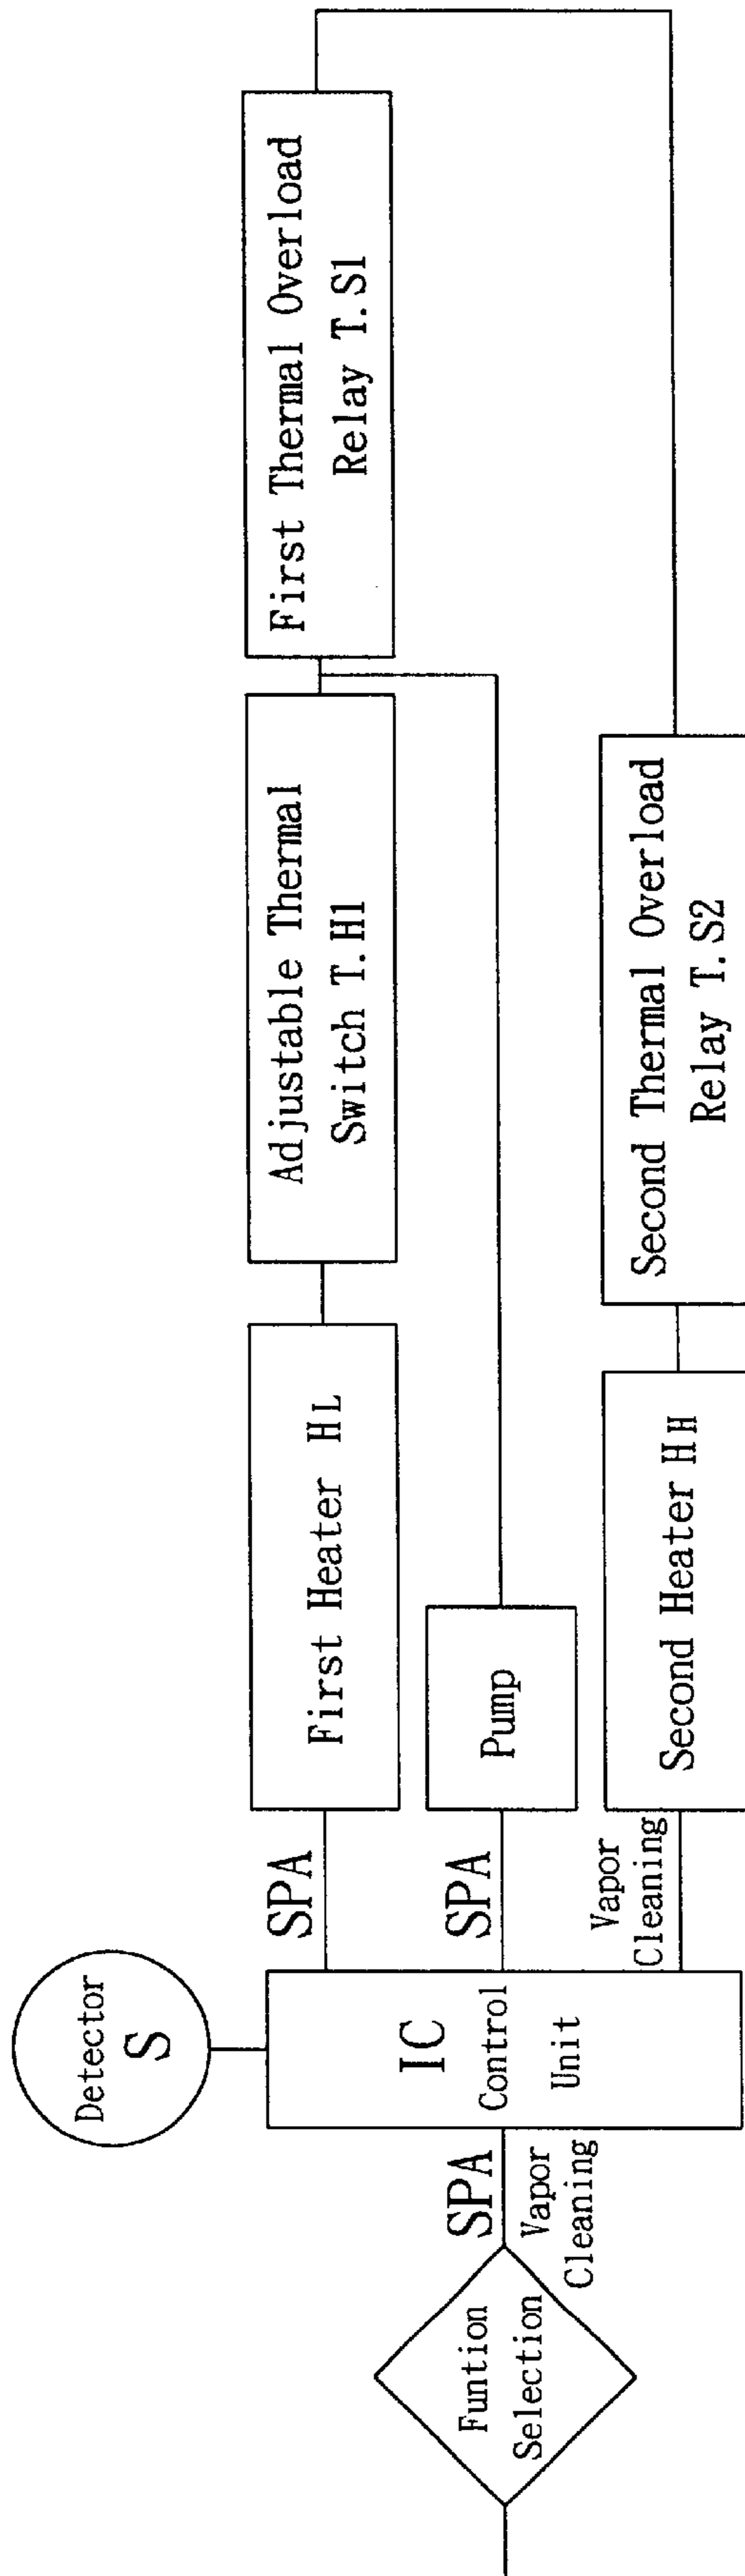 Detector
S
Funtion
Selection
SPA
Vapor
Cleaning
IC
Control
Unit
SPA
First Heater HL
Adjustable Thermal
Switch T.H1
First Thermal Overload
Relay T.S1
SPA
Pump
Vapor
Cleaning
Second Heater HH
Second Thermal Overload
Relay T.S2